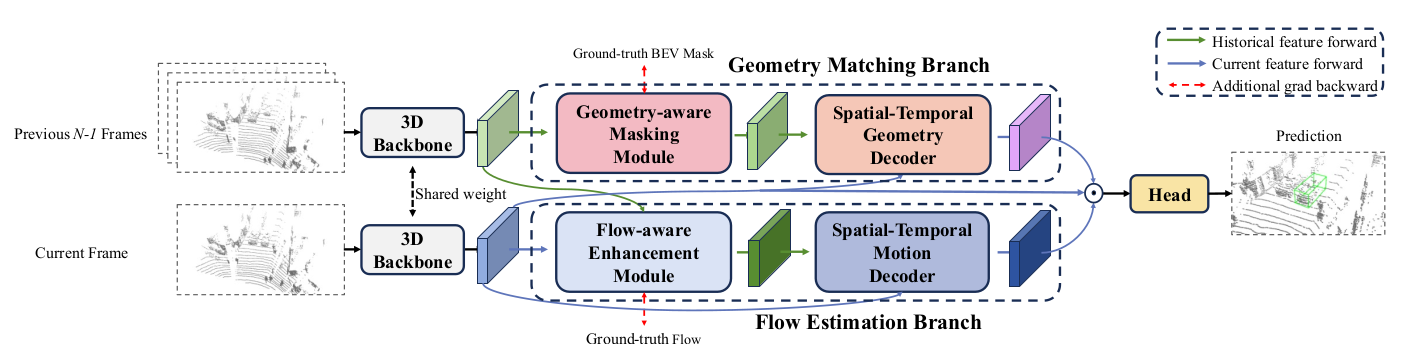 Ground-truth BEV Mask
Geometry Matching Branch
Historical feature forward
Current feature forward
Additional grad backward
Previous N-1 Frames
3D
Backbone
Geometry-aware
Masking
Module
Spatial-Temporal
Geometry
Decoder
Prediction
Shared weight
Head
Current Frame
3D
Backbone
Flow-aware
Enhancement
Module
Spatial-Temporal
Motion
Decoder
Flow Estimation Branch
Ground-truth Flow